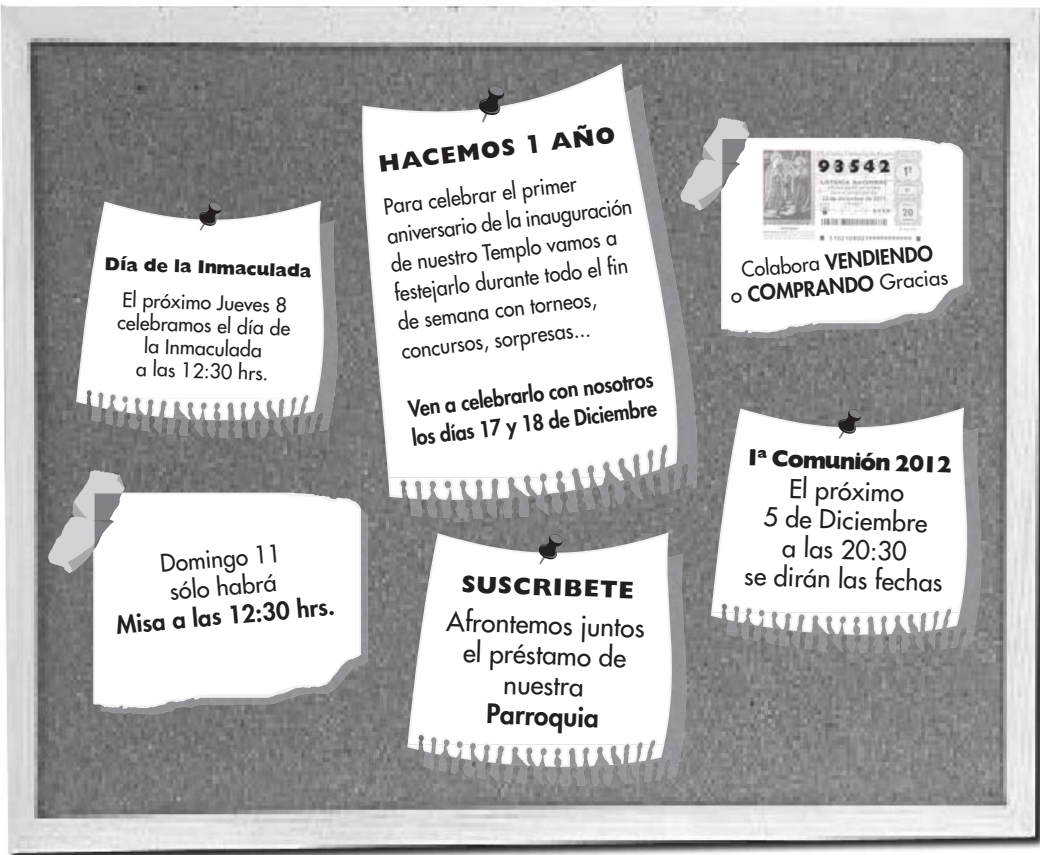 Día de la Inmaculada
El próximo Jueves 8
celebramos el día de
la Inmaculada
a las 12:30 hrs.
HACEMOS 1 AÑO
Para celebrar el primer
aniversario de la inauguración
de nuestro Templo vamos a
festejarlo durante todo el fin
de semana con torneos,
concursos, sorpresas...
Ven a celebrarlo con nosotros
los días 17 y 18 de Diciembre
93542
LOTERIA NACIONAL
1ª
20
Colabora VENDIENDO
o COMPRANDO Gracias
Domingo 11
sólo habrá
Misa a las 12:30 hrs.
SUSCRIBETE
Afrontemos juntos
el préstamo de
nuestra
Parroquia
1ª Comunión 2012
El próximo
5 de Diciembre
a las 20:30
se dirán las fechas